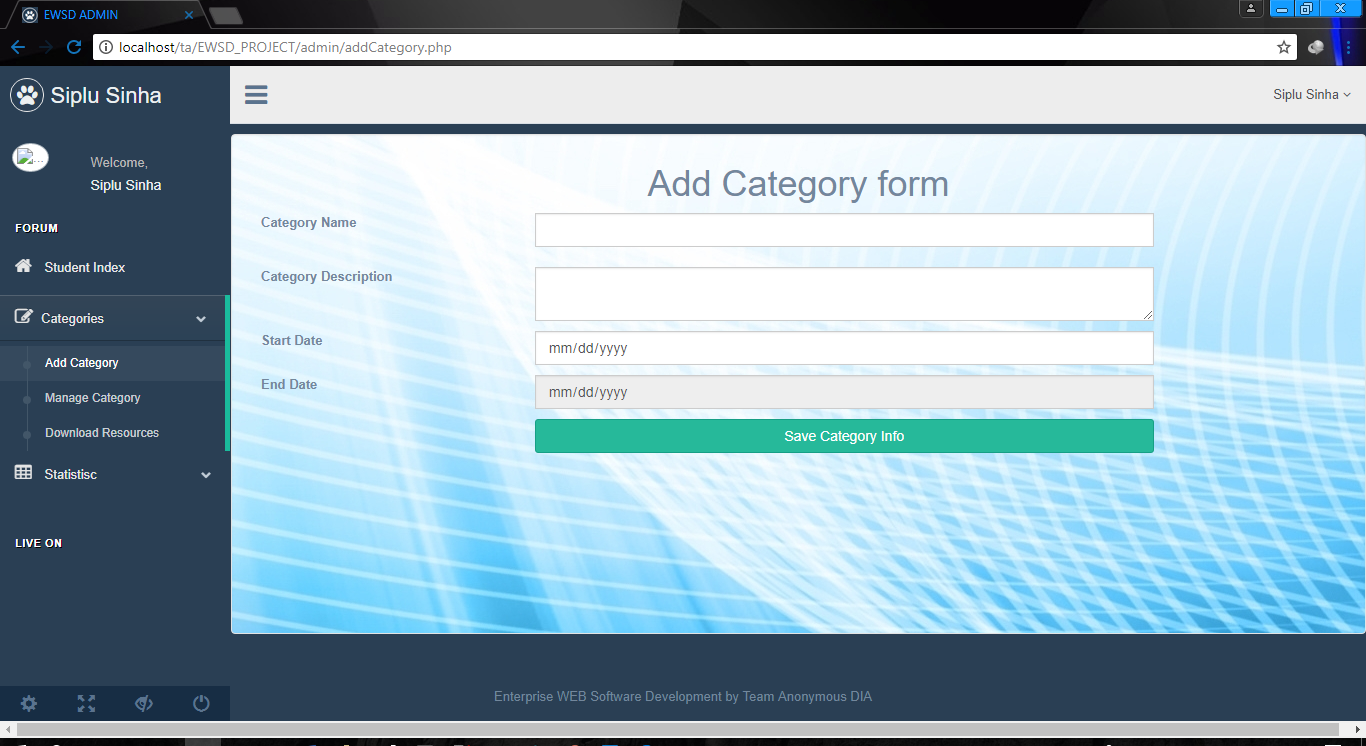 EWSD ADMIN
localhost/ta/EWSD_PROJECT/admin/addCategory.php
Siplu Sinha
Siplu Sinha
Welcome,
Siplu Sinha
FORUM
Student Index
Categories
Add Category
Manage Category
Download Resources
Statistisc
LIVE ON
Add Category form
Category Name
Category Description
Start Date
mm/dd/yyyy
End Date
mm/dd/yyyy
Save Category Info
Enterprise WEB Software Development by Team Anonymous DIA